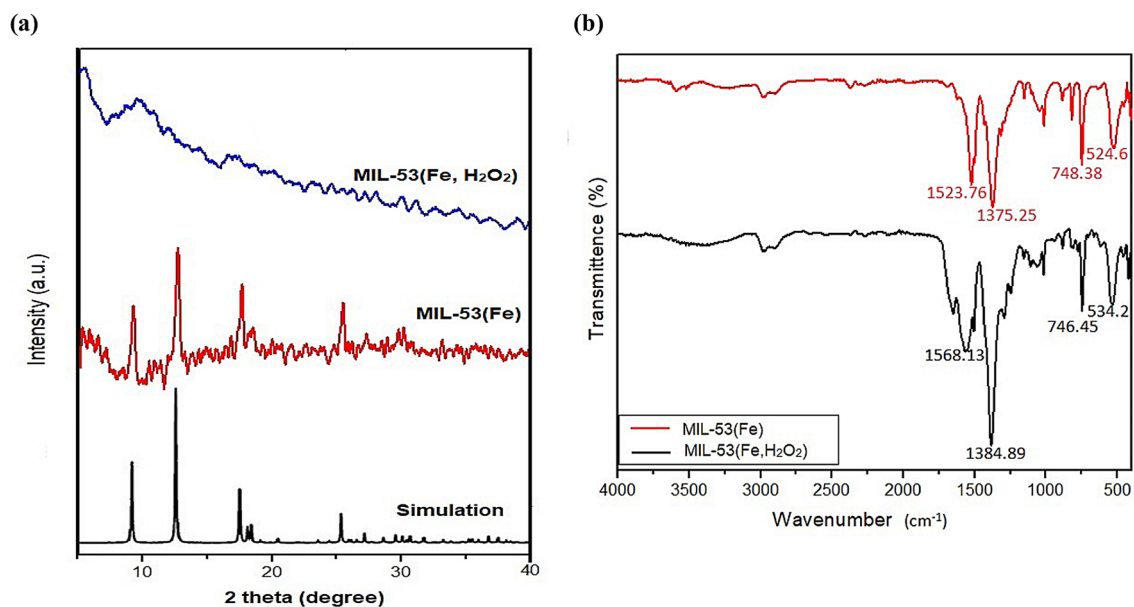 (a)
MIL-53(Fe, H₂O₂)
MIL-53(Fe)
Simulation
Intensity (a.u.)
10 20 30 40
2 theta (degree)
(b)
524.6
748.38
1523.76
1375.25
534.2
746.45
1568.13
1384.89
MIL-53(Fe)
MIL-53(Fe,H₂O₂)
Transmittence (%)
4000 3500 3000 2500 2000 1500 1000 500
Wavenumber (cm⁻¹)